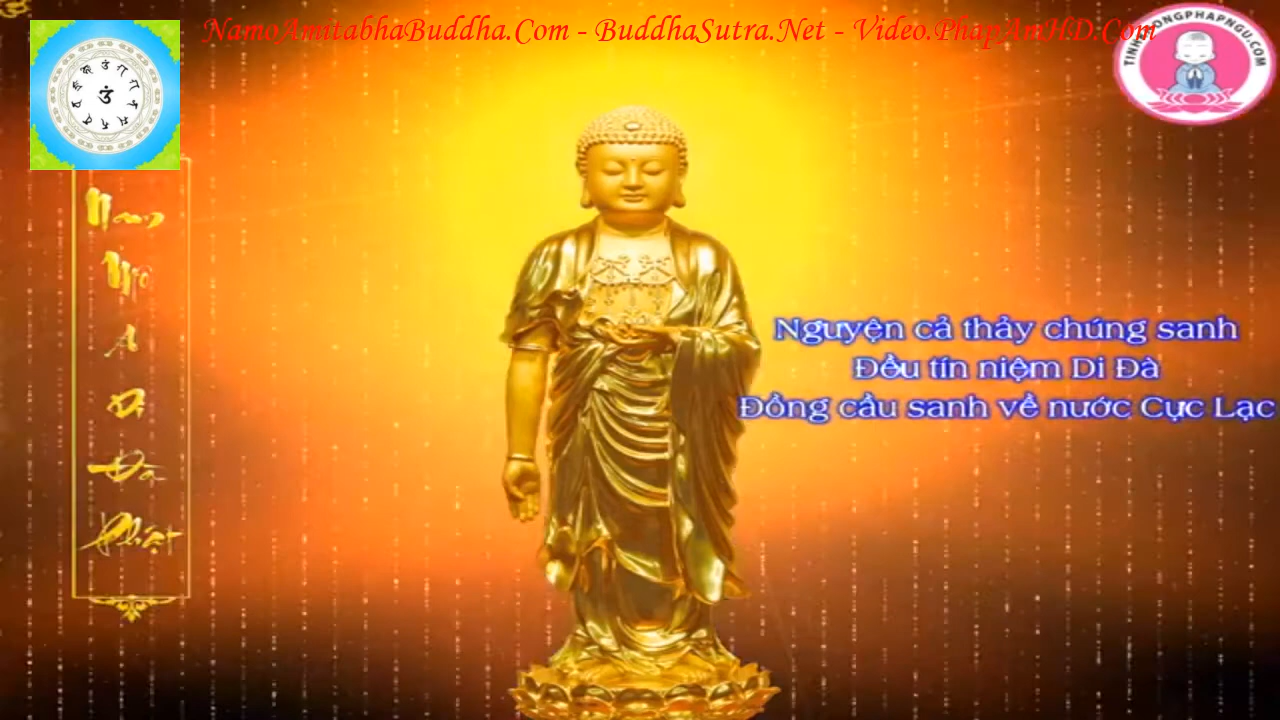 NamoAmitabhaBuddha.Com - BuddhaSutra.Net - Video.PhapAmHD.Com
Nam
Mô
A
Di
Đà
Phật
Nguyện cả thảy chúng sanh
Đều tín niệm Di Đà
Đồng cầu sanh về nước Cực Lạc